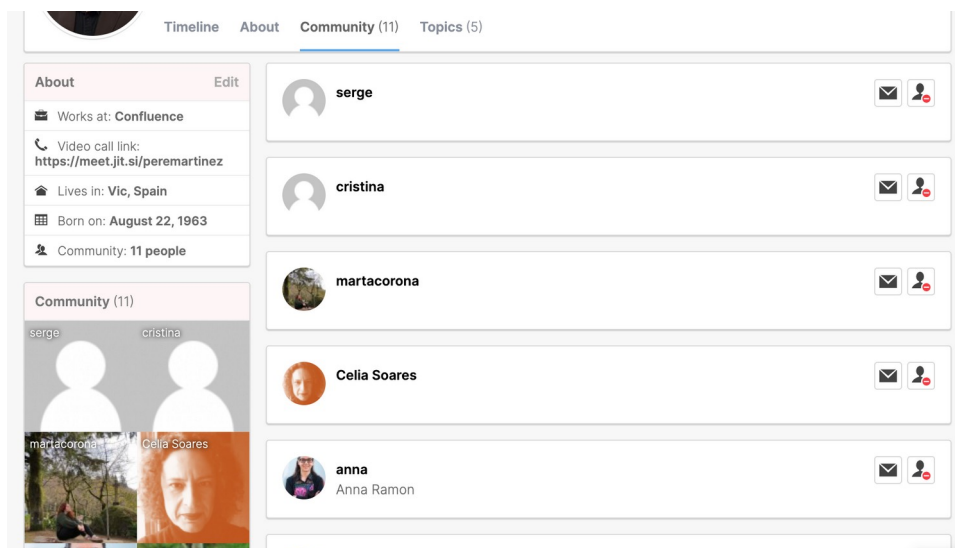 Timeline About Community (11) Topics (5)
About Edit
Works at: Confluence
Video call link:
https://meet.jit.si/peremartinez
Lives in: Vic, Spain
Born on: August 22, 1963
Community: 11 people
Community (11)
serge cristina
martacorona Celia Soares
serge
cristina
martacorona
Celia Soares
anna
Anna Ramon